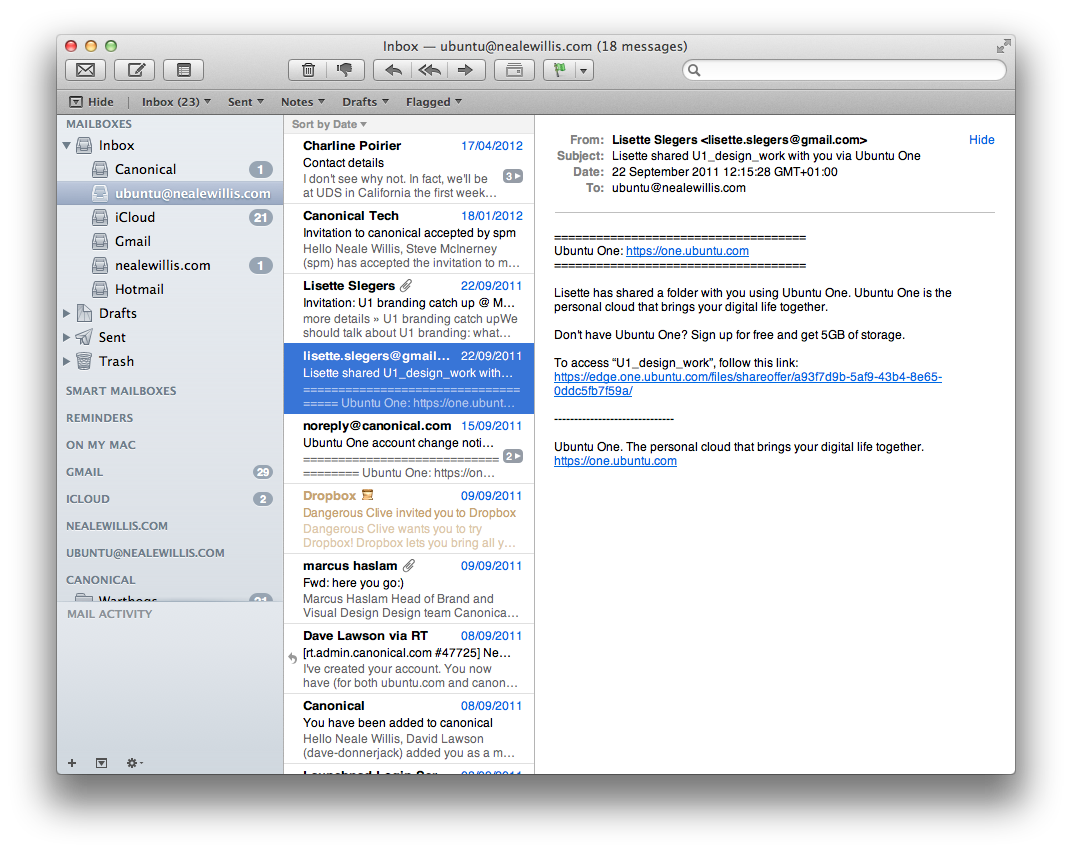 Inbox — ubuntu@nealewillis.com (18 messages)
Hide
Inbox (23)
Sent
Notes
Drafts
Flagged
MAILBOXES
Inbox
Canonical 1
ubuntu@nealewillis.com
iCloud 21
Gmail
nealewillis.com 1
Hotmail
Drafts
Sent
Trash
SMART MAILBOXES
REMINDERS
ON MY MAC
GMAIL 29
ICLOUD 2
NEALEWILLIS.COM
UBUNTU@NEALEWILLIS.COM
CANONICAL
Warthogs 21
MAIL ACTIVITY
Sort by Date
Charline Poirier 17/04/2012
Contact details
I don't see why not. In fact, we'll be 3
at UDS in California the first week…
Canonical Tech 18/01/2012
Invitation to canonical accepted by spm
Hello Neale Willis, Steve McInerney
(spm) has accepted the invitation to m…
Lisette Slegers 22/09/2011
Invitation: U1 branding catch up @ M…
more details » U1 branding catch upWe
should talk about U1 branding: what…
lisette.slegers@gmail… 22/09/2011
Lisette shared U1_design_work with…
===============================
===== Ubuntu One: https://one.ubunt…
noreply@canonical.com 15/09/2011
Ubuntu One account change noti…
============================ 2
======== Ubuntu One: https://on…
Dropbox 09/09/2011
Dangerous Clive invited you to Dropbox
Dangerous Clive wants you to try
Dropbox! Dropbox lets you bring all y…
marcus haslam 09/09/2011
Fwd: here you go:)
Marcus Haslam Head of Brand and
Visual Design Design team Canonica…
Dave Lawson via RT 08/09/2011
[rt.admin.canonical.com #47725] Ne…
I've created your account. You now
have (for both ubuntu.com and canon…
Canonical 08/09/2011
You have been added to canonical
Hello Neale Willis, David Lawson
(dave-donnerjack) added you as a m…
From: Lisette Slegers <lisette.slegers@gmail.com> Hide
Subject: Lisette shared U1_design_work with you via Ubuntu One
Date: 22 September 2011 12:15:28 GMT+01:00
To: ubuntu@nealewillis.com
====================================
Ubuntu One: https://one.ubuntu.com
====================================
Lisette has shared a folder with you using Ubuntu One. Ubuntu One is the
personal cloud that brings your digital life together.
Don't have Ubuntu One? Sign up for free and get 5GB of storage.
To access “U1_design_work”, follow this link:
https://edge.one.ubuntu.com/files/shareoffer/a93f7d9b-5af9-43b4-8e65-
0ddc5fb7f59a/
------------------------------
Ubuntu One. The personal cloud that brings your digital life together.
https://one.ubuntu.com